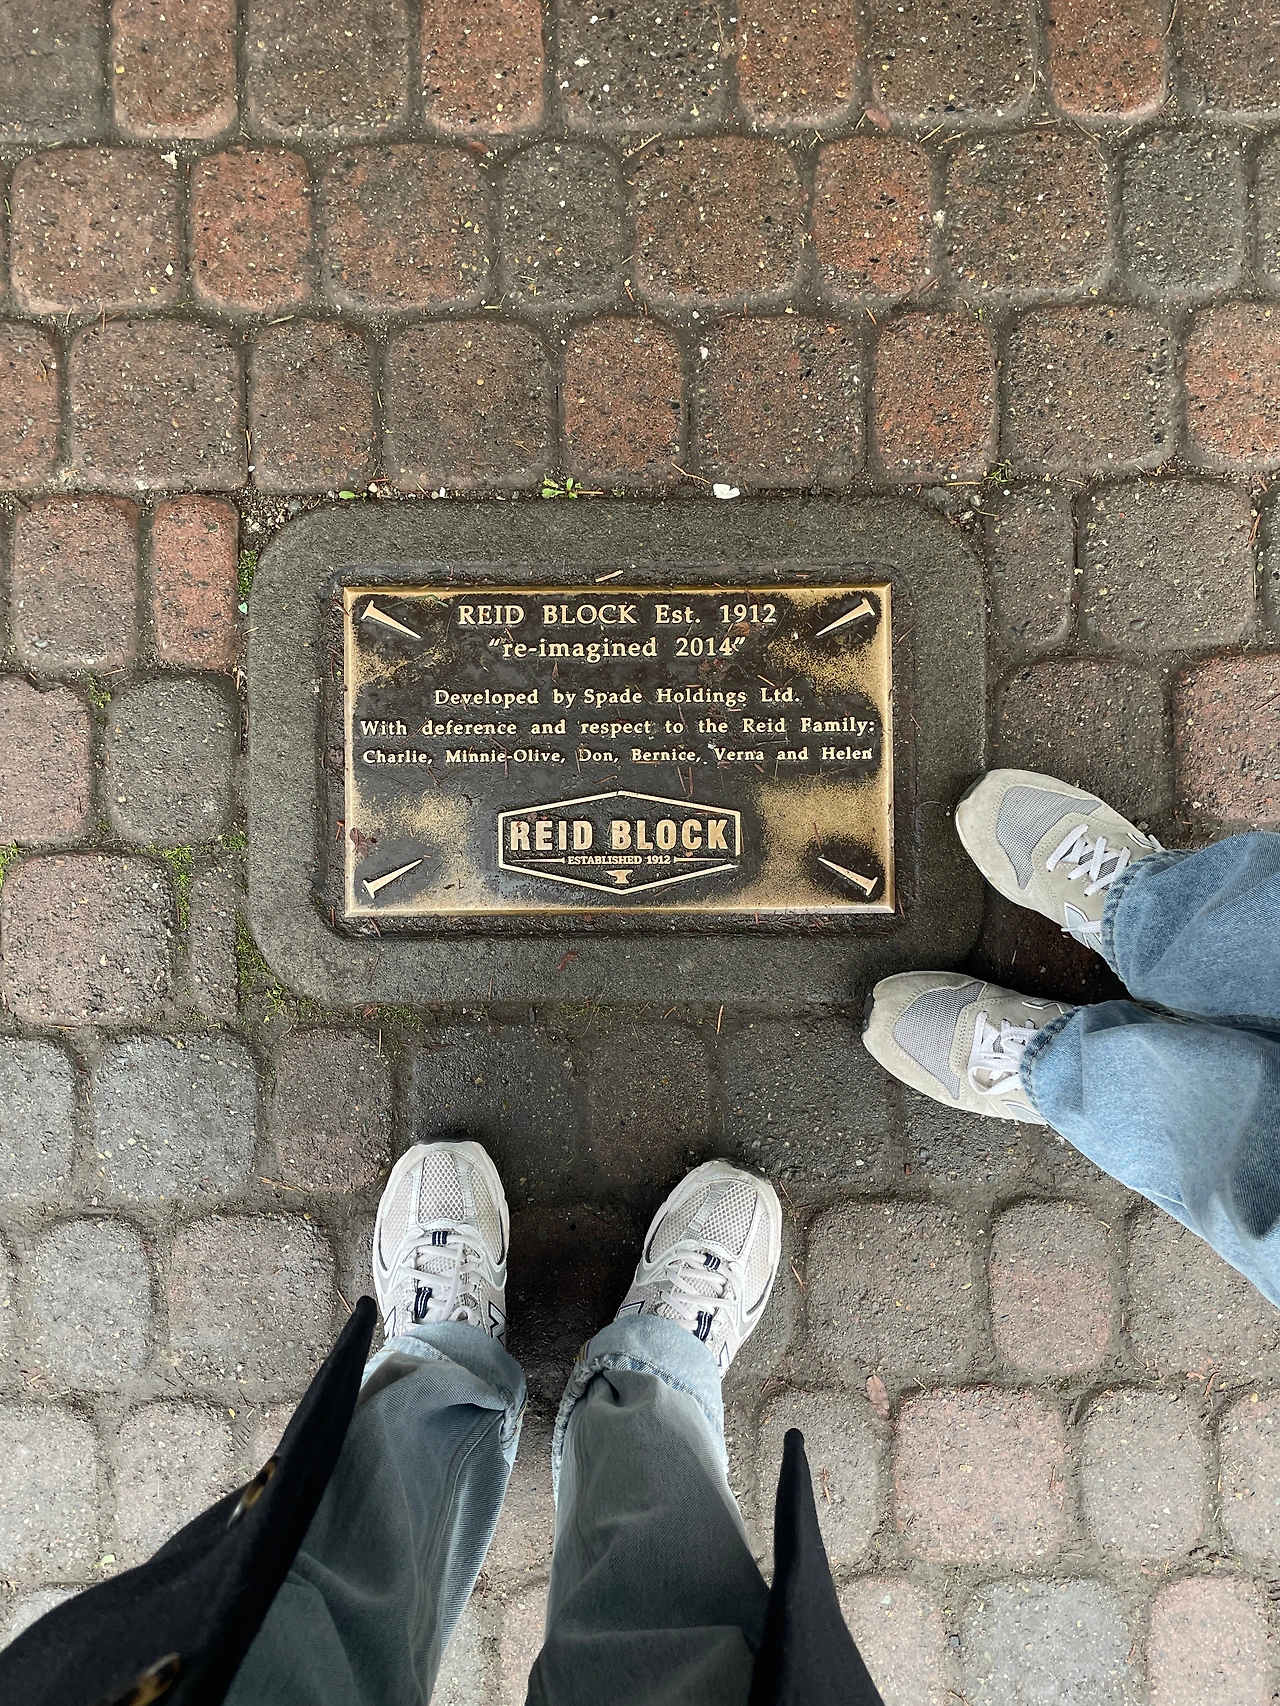 REID BLOCK Est. 1912
"re-imagined 2014"
Developed by Spade Holdings Ltd.
With deference and respect to the Reid Family:
Charlie, Minnie-Olive, Don, Bernice, Verna and Helen
REID BLOCK
ESTABLISHED 1912